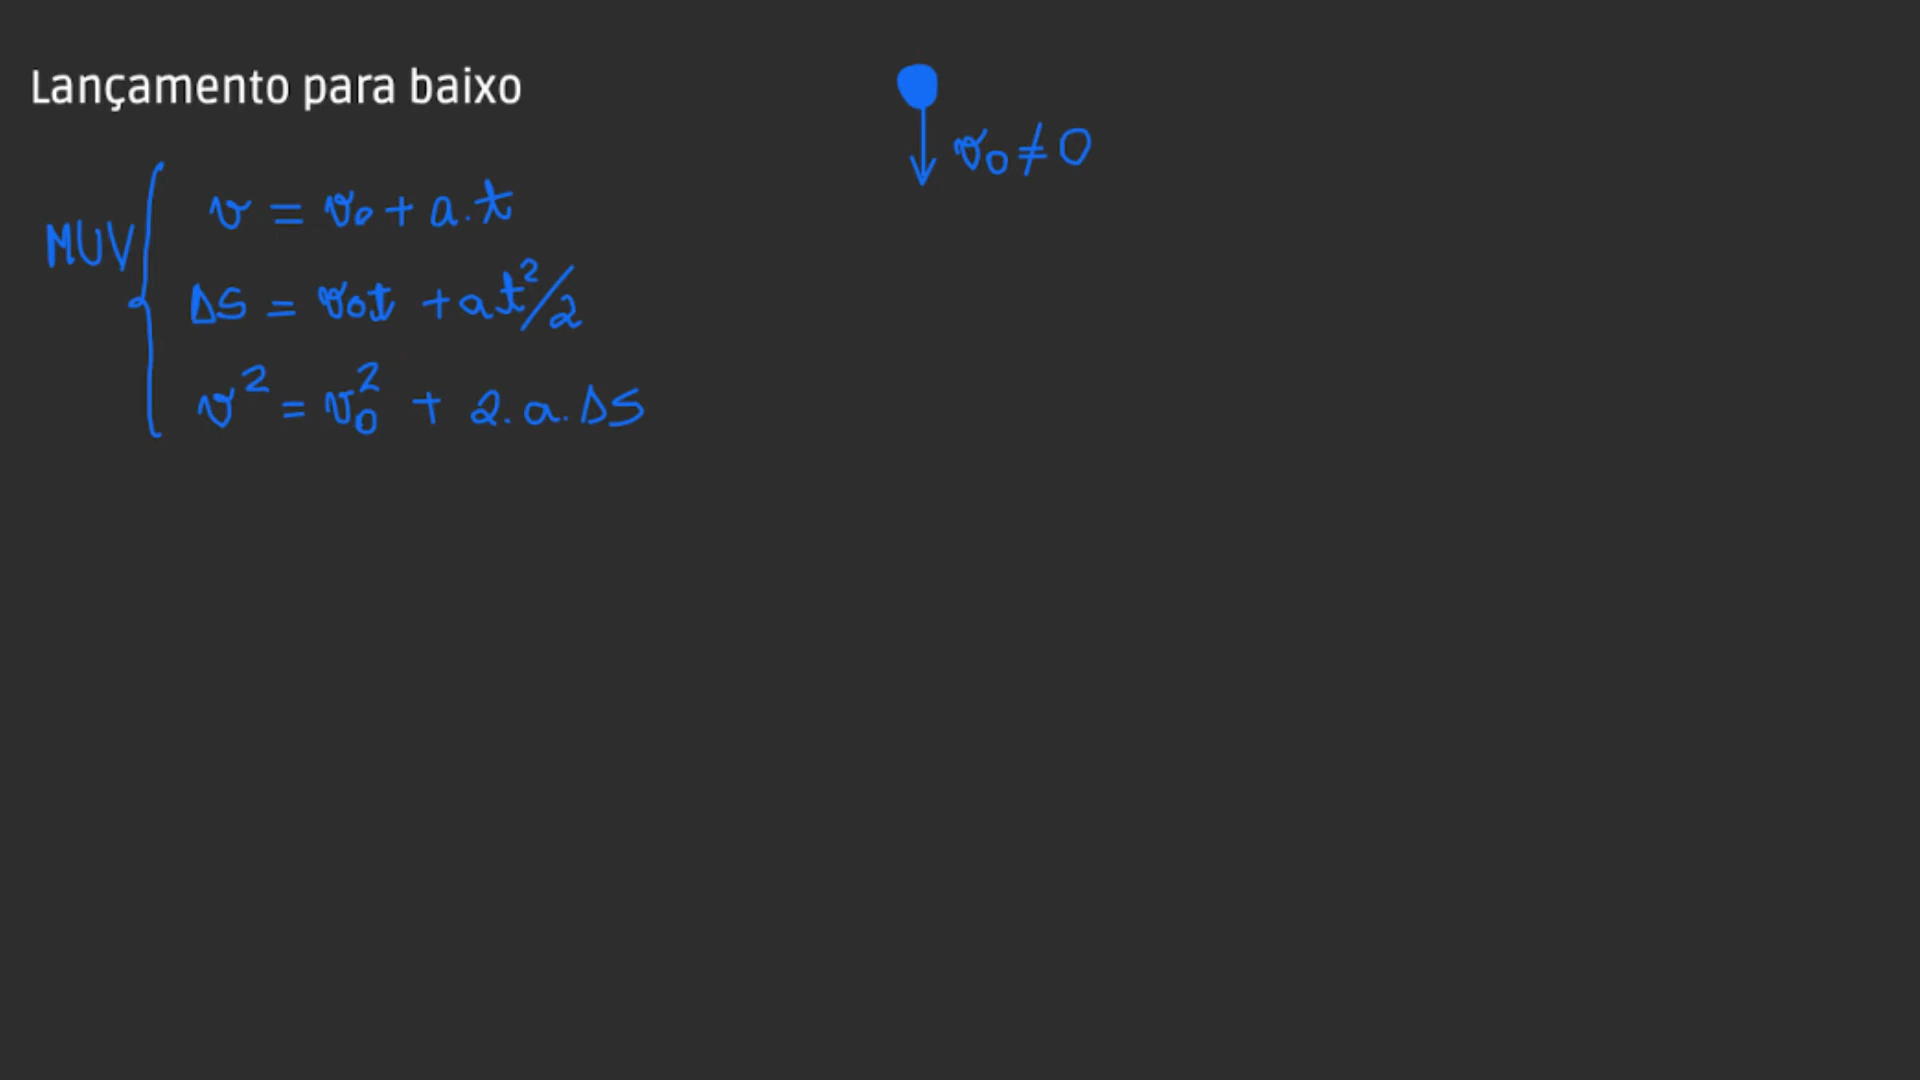 Lançamento para baixo
v₀ ≠ 0
MUV
v = v₀ + a.t
ΔS = v₀t + at²/2
v² = v₀² + 2.a.ΔS